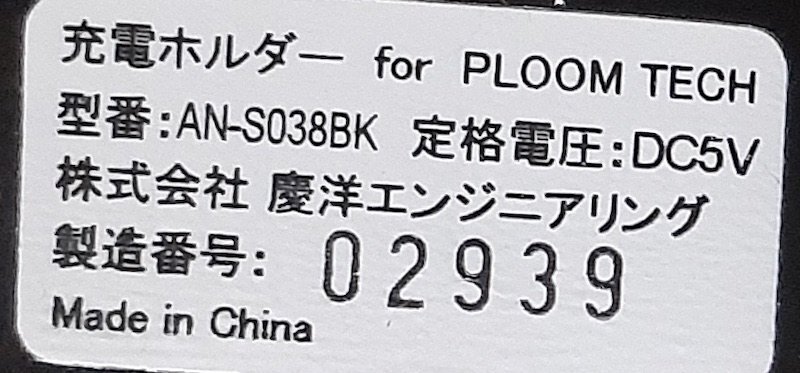 充電ホルダー for PLOOM TECH
型番:AN-S038BK 定格電圧:DC5V
株式会社 慶洋エンジニアリング
製造番号: 02939
Made in China